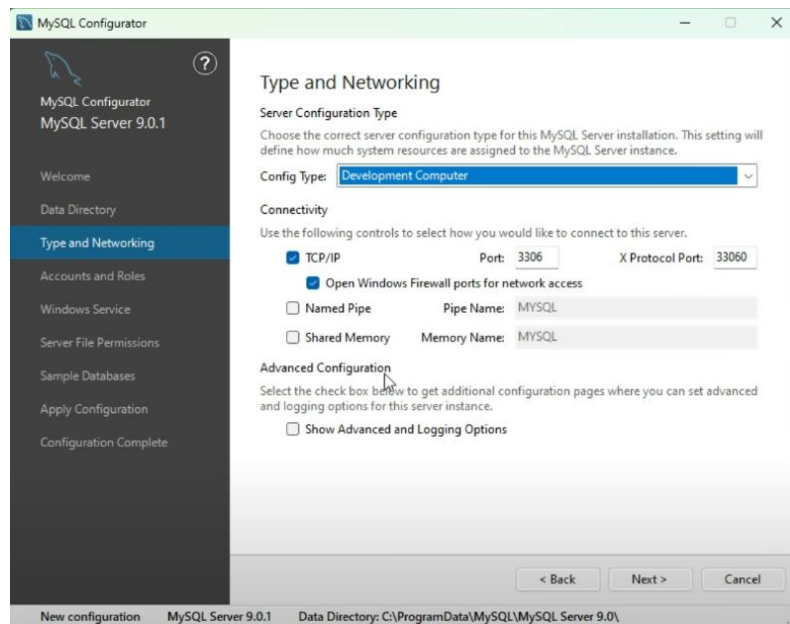 MySQL Configurator
?
MySQL Configurator
MySQL Server 9.0.1
Welcome
Data Directory
Type and Networking
Accounts and Roles
Windows Service
Server File Permissions
Sample Databases
Apply Configuration
Configuration Complete
Type and Networking
Server Configuration Type
Choose the correct server configuration type for this MySQL Server installation. This setting will
define how much system resources are assigned to the MySQL Server instance.
Config Type: Development Computer
Connectivity
Use the following controls to select how you would like to connect to this server.
TCP/IP Port: 3306 X Protocol Port: 33060
Open Windows Firewall ports for network access
Named Pipe Pipe Name: MYSQL
Shared Memory Memory Name: MYSQL
Advanced Configuration
Select the check box below to get additional configuration pages where you can set advanced
and logging options for this server instance.
Show Advanced and Logging Options
< Back Next > Cancel
New configuration MySQL Server 9.0.1 Data Directory: C:\ProgramData\MySQL\MySQL Server 9.0\